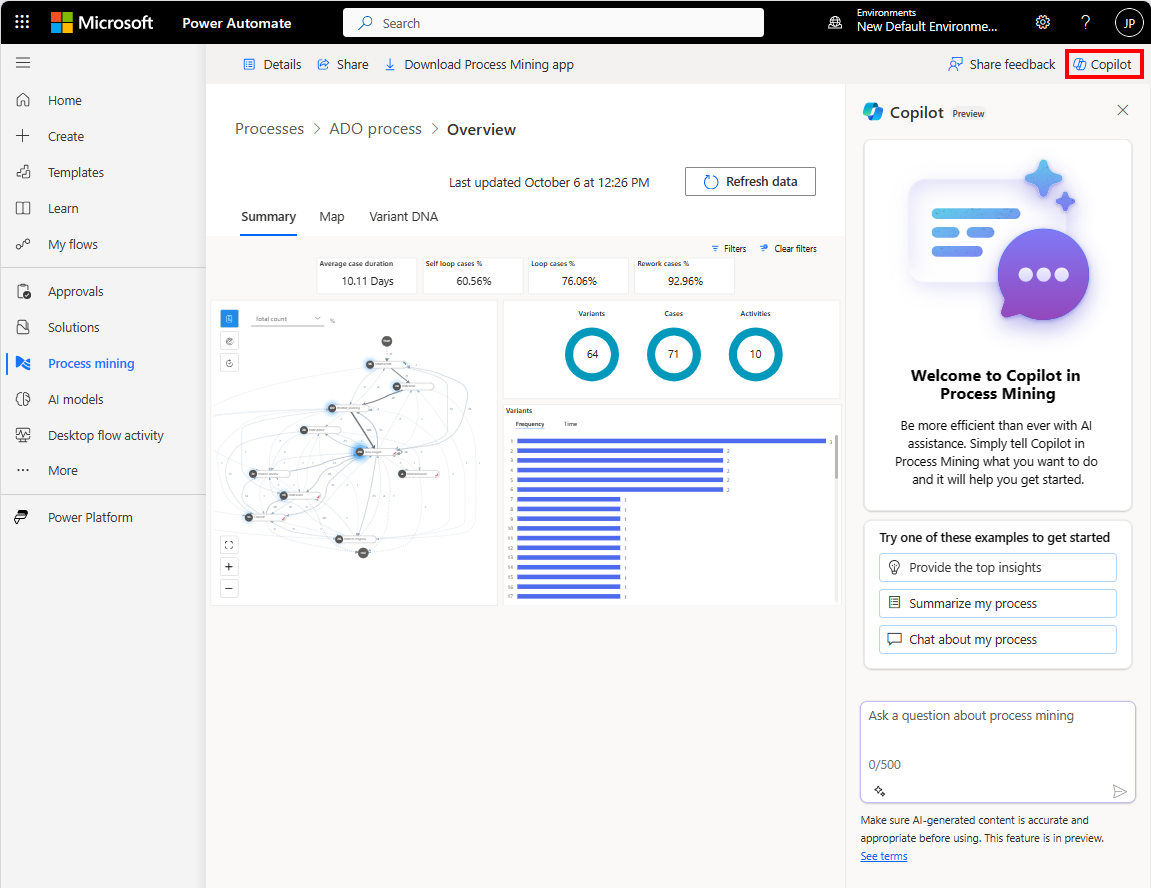 Microsoft Power Automate
Search
Environments
New Default Environme...
?
JP
Home
Create
Templates
Learn
My flows
Approvals
Solutions
Process mining
AI models
Desktop flow activity
More
Power Platform
Details
Share
Download Process Mining app
Share feedback
Copilot
Processes > ADO process > Overview
Last updated October 6 at 12:26 PM
Refresh data
Summary
Map
Variant DNA
Filters
Clear filters
Average case duration
10.11 Days
Self loop cases %
60.56%
Loop cases %
76.06%
Rework cases %
92.96%
Total count
Variants
64
Cases
71
Activities
10
Variants
Frequency
Time
1 3
2 2
3 2
4 2
5 2
6 2
7 1
8 1
9 1
10 1
11 1
12 1
13 1
14 1
15 1
16 1
17 1
Copilot Preview
Welcome to Copilot in
Process Mining
Be more efficient than ever with AI
assistance. Simply tell Copilot in
Process Mining what you want to do
and it will help you get started.
Try one of these examples to get started
Provide the top insights
Summarize my process
Chat about my process
Ask a question about process mining
0/500
Make sure AI-generated content is accurate and
appropriate before using. This feature is in preview.
See terms